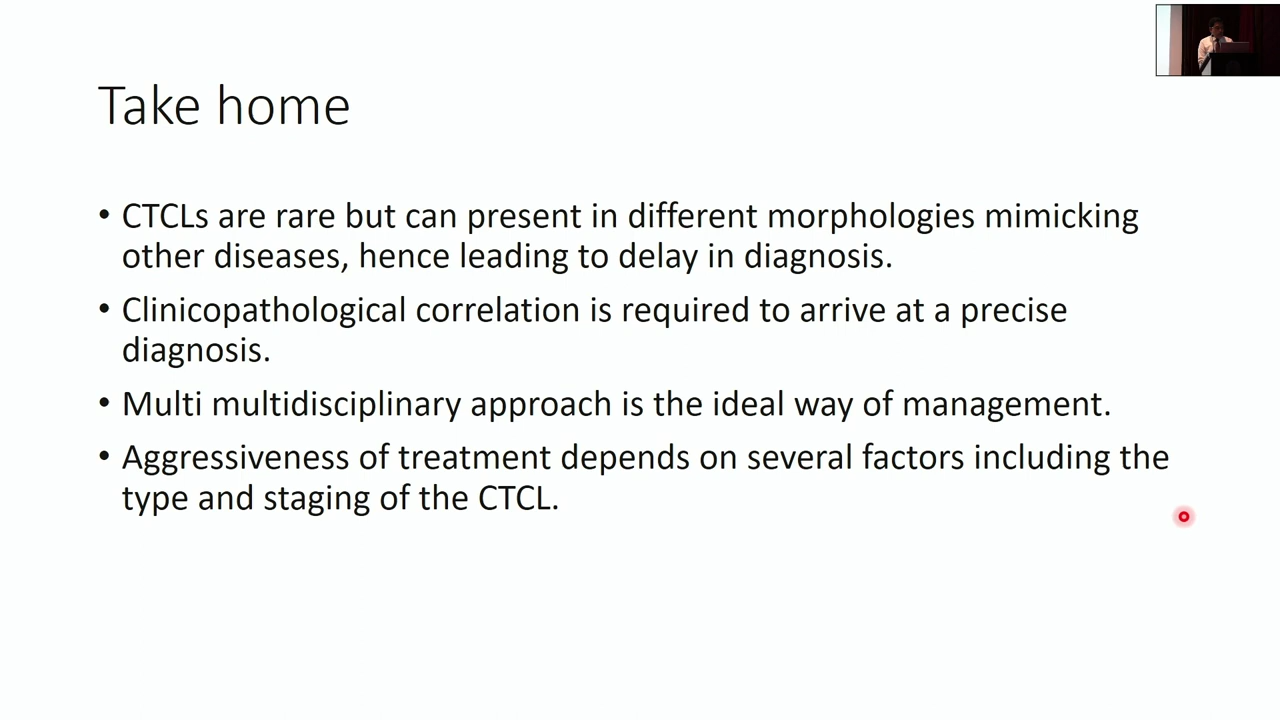 Take home
• CTCLs are rare but can present in different morphologies mimicking
other diseases, hence leading to delay in diagnosis.
• Clinicopathological correlation is required to arrive at a precise
diagnosis.
• Multi multidisciplinary approach is the ideal way of management.
• Aggressiveness of treatment depends on several factors including the
type and staging of the CTCL.